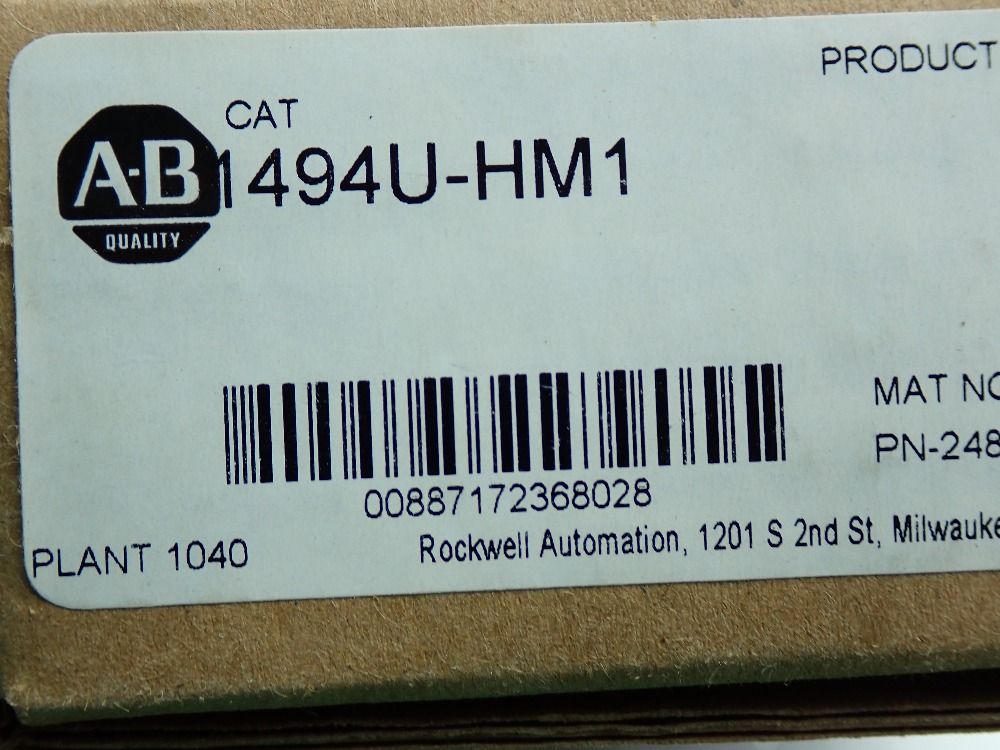 PRODUCT
CAT
A-B
QUALITY
1494U-HM1
MAT NO
PN-248
00887172368028
Rockwell Automation, 1201 S 2nd St, Milwauke
PLANT 1040